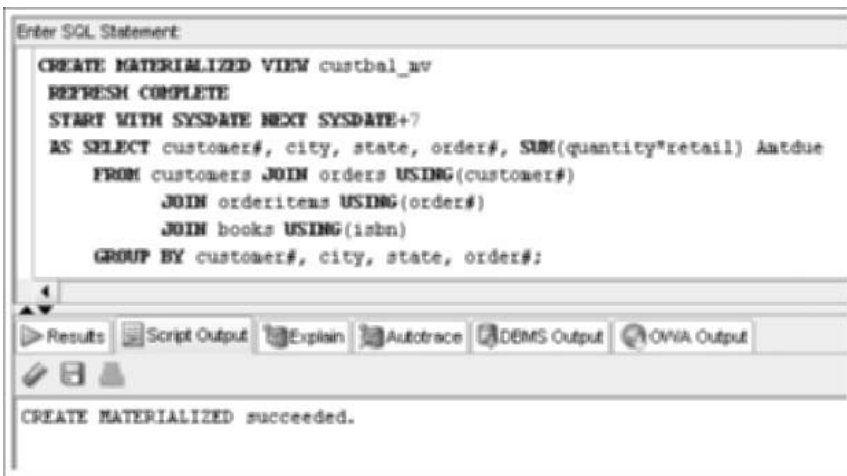 Enter SQL Statement:
CREATE MATERIALIZED VIEW custbal_mv
REFRESH COMPLETE
START WITH SYSDATE NEXT SYSDATE+7
AS SELECT customer#, city, state, order#, SUM(quantity*retail) Amtdue
FROM customers JOIN orders USING(customer#)
JOIN orderitems USING(order#)
JOIN books USING(isbn)
GROUP BY customer#, city, state, order#;
Results Script Output Explain Autotrace DBMS Output OWA Output
CREATE MATERIALIZED succeeded.